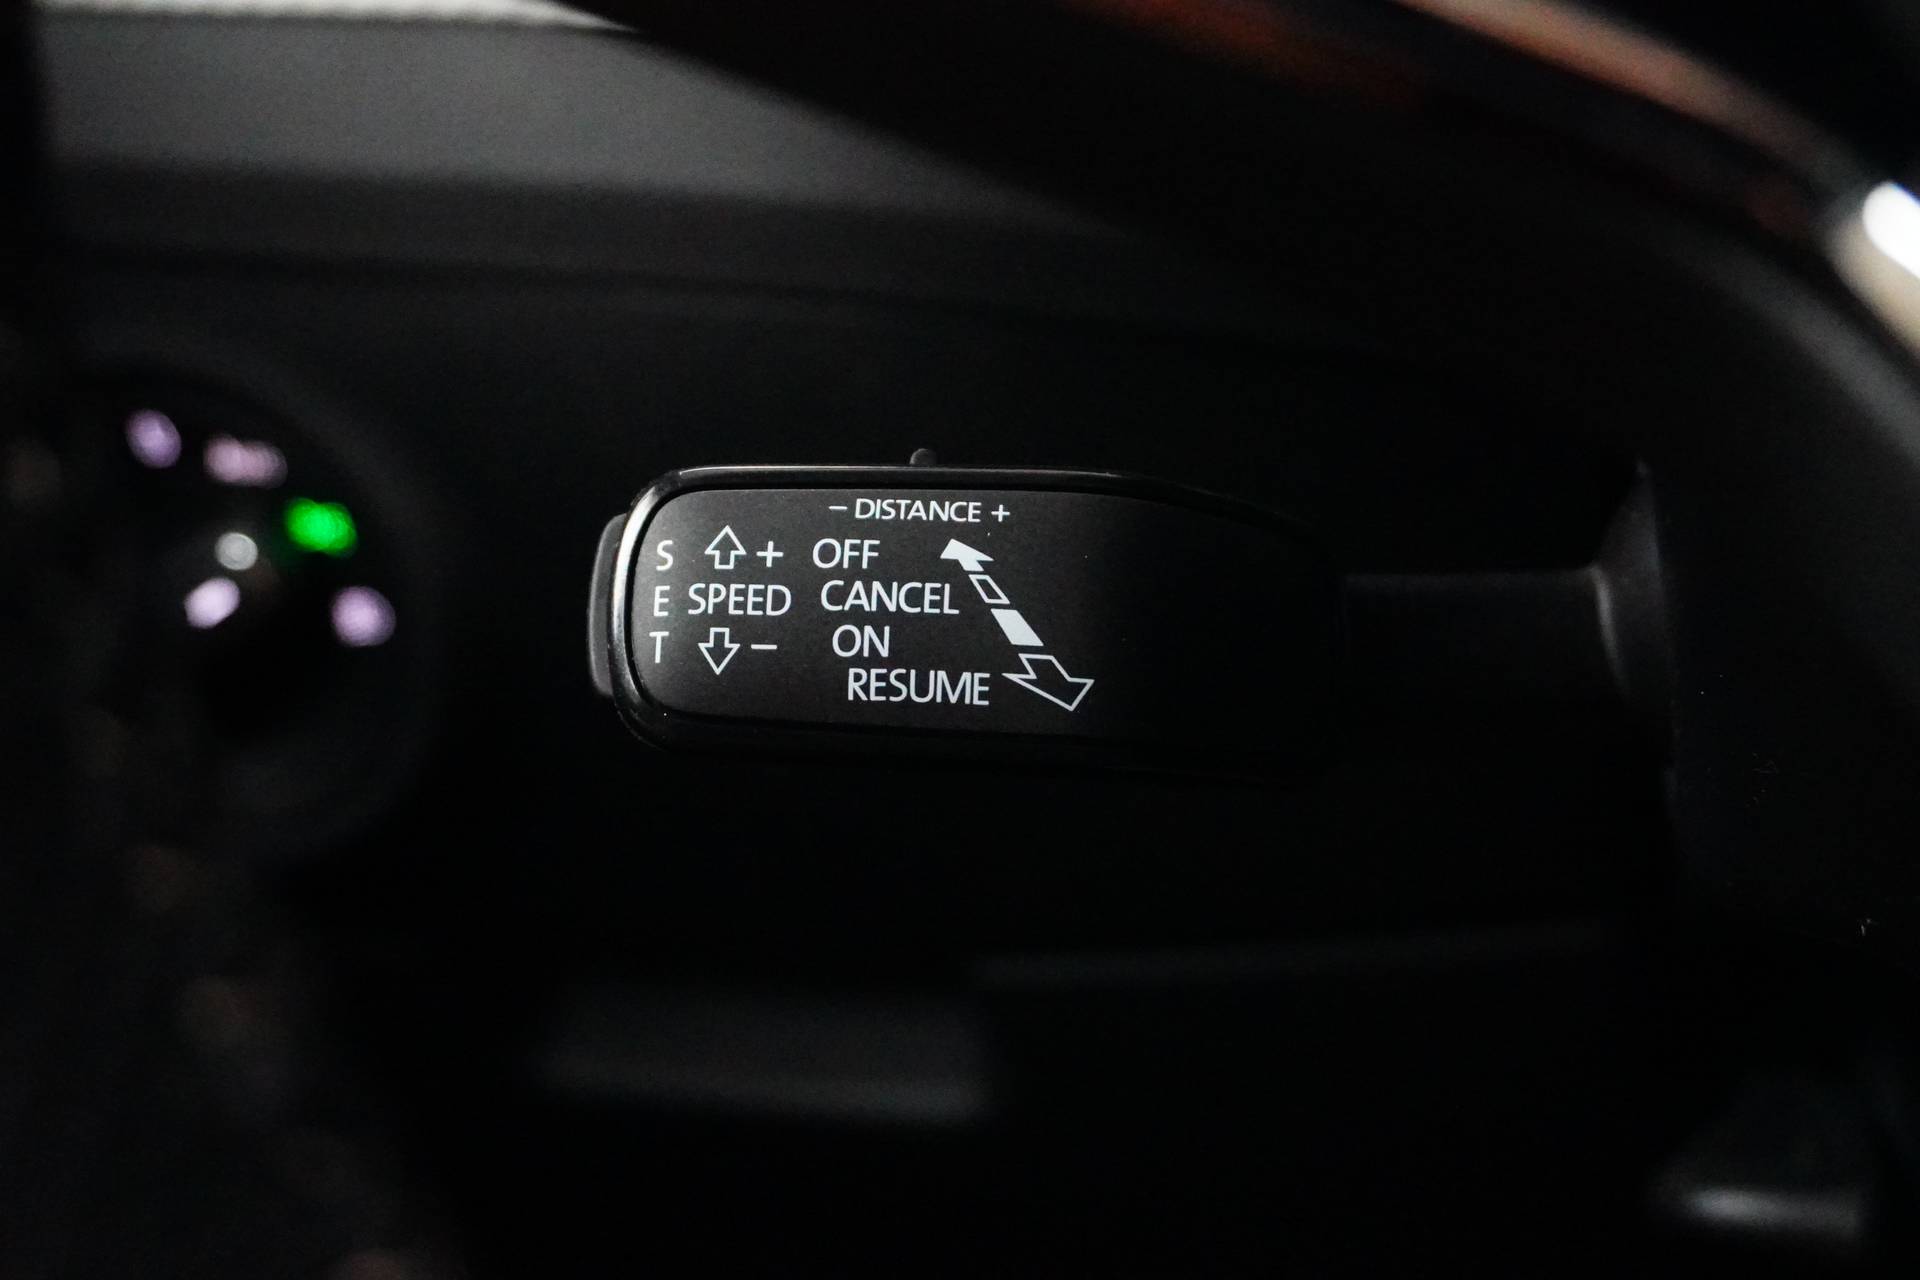 – DISTANCE +
S + OFF
E SPEED CANCEL
T – ON
RESUME